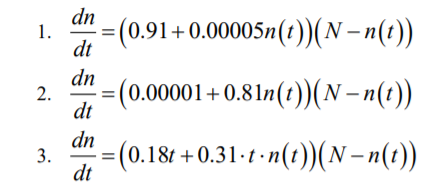 1. dn/dt = (0.91 + 0.00005n(t))(N − n(t))
2. dn/dt = (0.00001 + 0.81n(t))(N − n(t))
3. dn/dt = (0.18t + 0.31·t·n(t))(N − n(t))